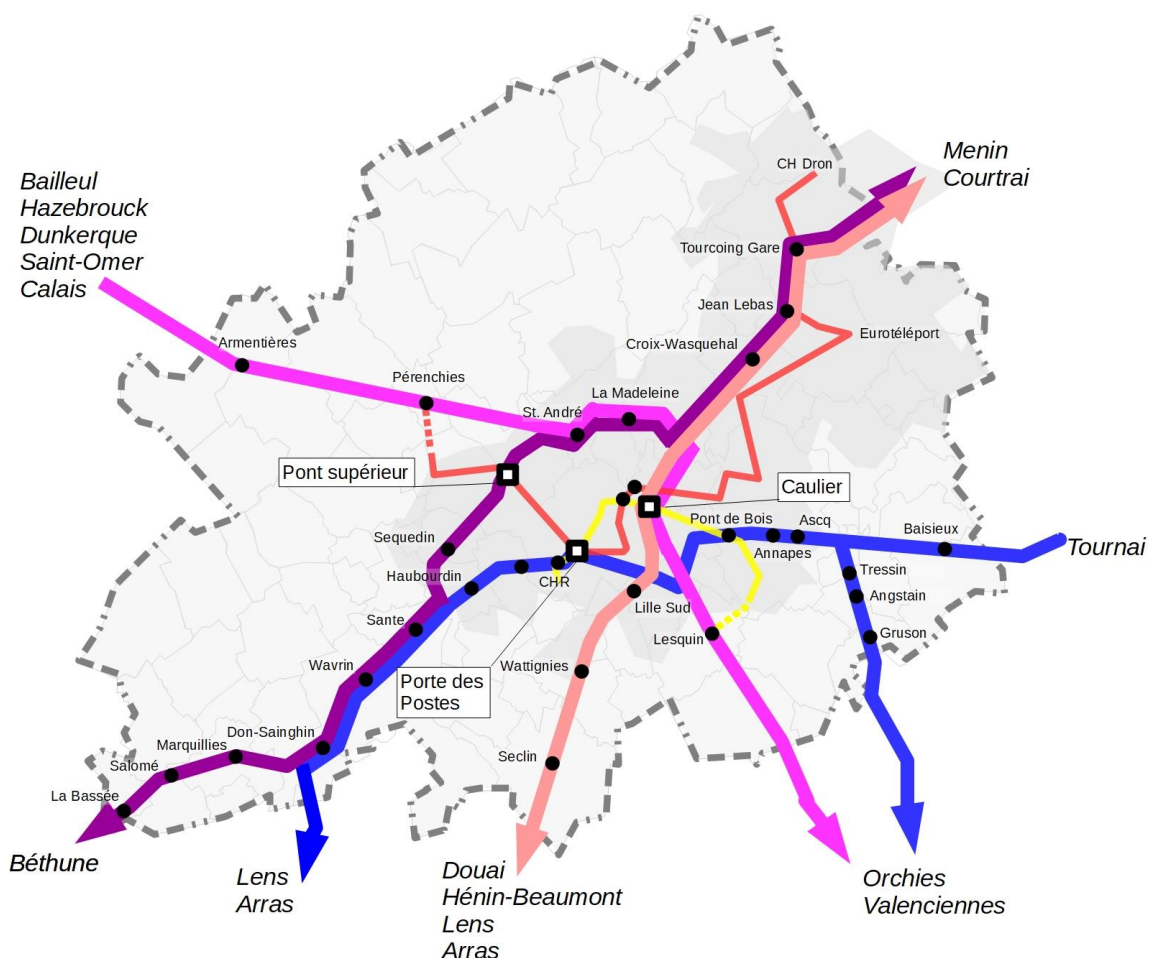 Menin
Courtrai
CH Dron
Bailleul
Hazebrouck
Dunkerque
Saint-Omer
Calais
Tourcoing Gare
Jean Lebas
Eurotéléport
Armentières
Croix-Wasquehal
Pérenchies
La Madeleine
St. André
Pont supérieur
Caulier
Pont de Bois
Ascq
Baisieux
Sequedin
Annapes
Tournai
Haubourdin
CHR
Tressin
Angstain
Lille Sud
Sante
Lesquin
Gruson
Wavrin
Wattignies
Porte des
Postes
Don-Sainghin
Marquillies
Salomé
Seclin
La Bassée
Béthune
Lens
Arras
Douai
Hénin-Beaumont
Lens
Arras
Orchies
Valenciennes